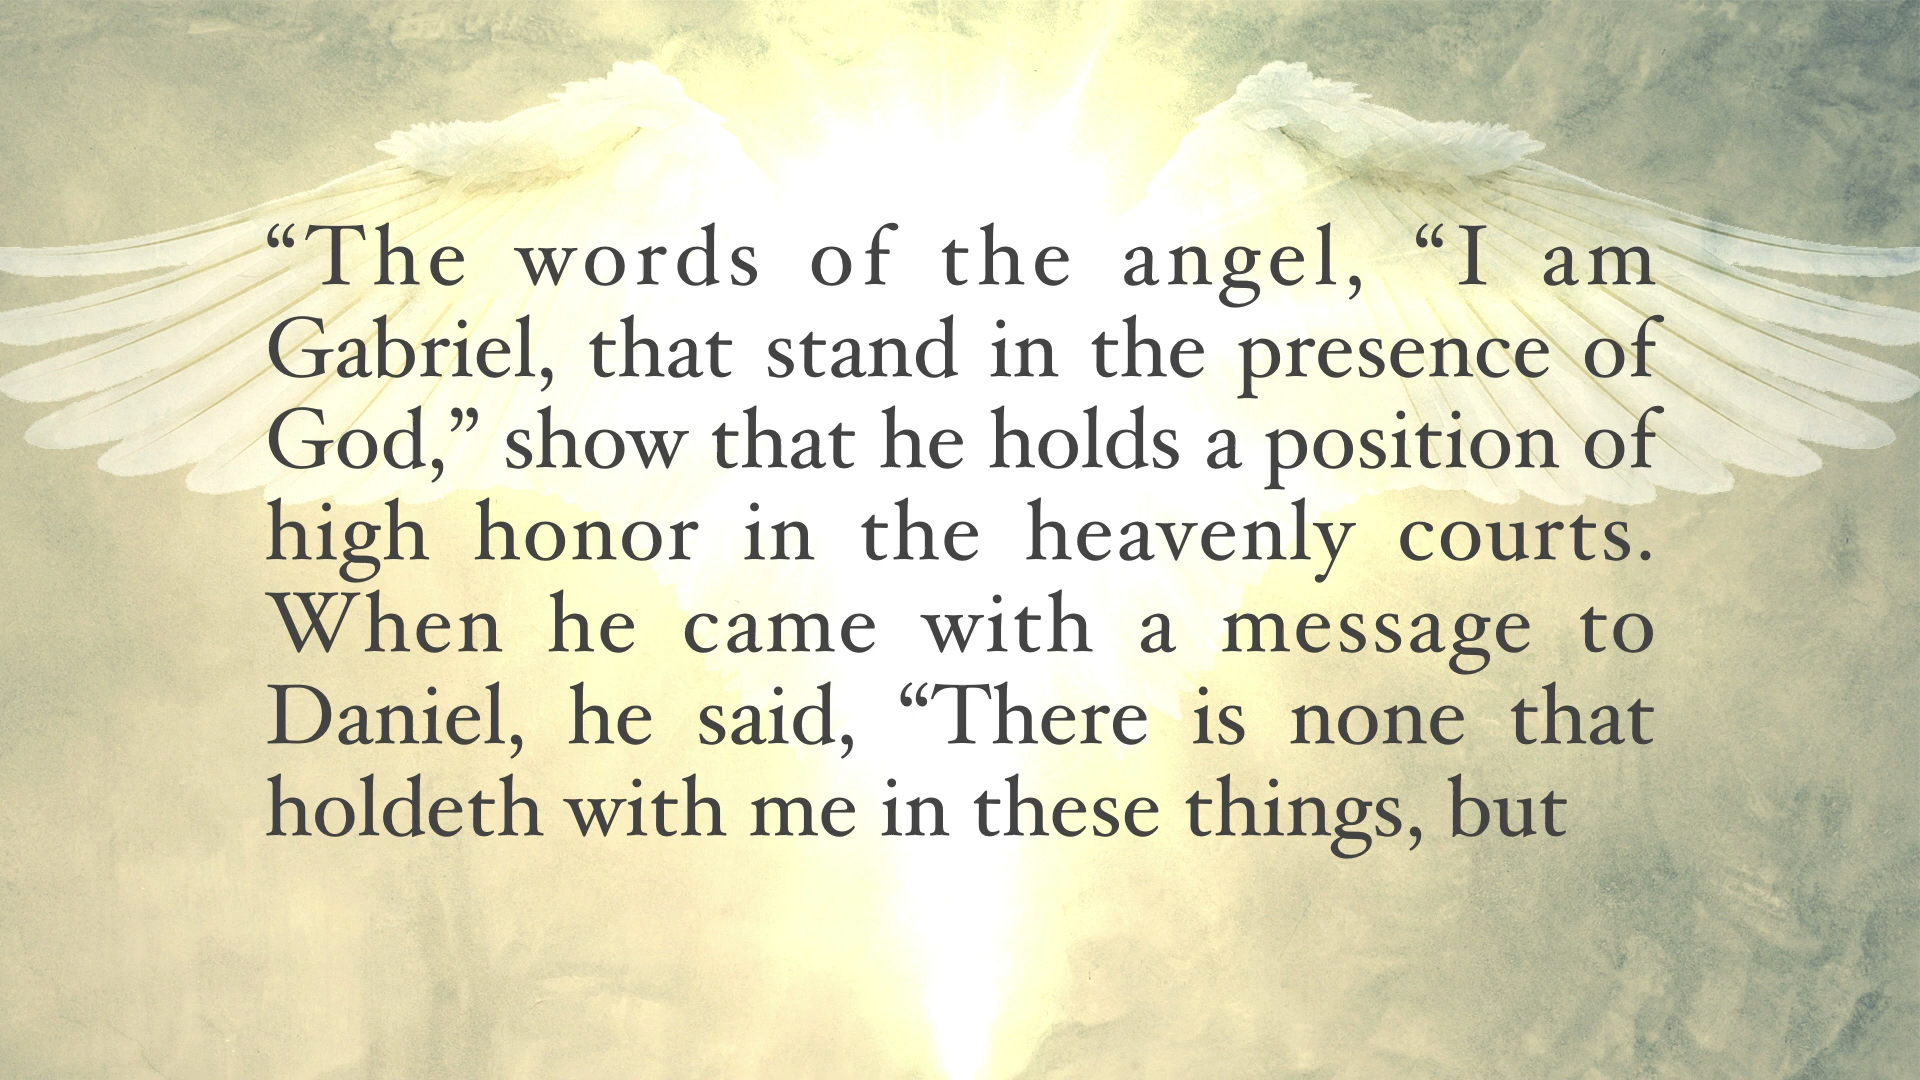 “The words of the angel, “I am
Gabriel, that stand in the presence of
God,” show that he holds a position of
high honor in the heavenly courts.
When he came with a message to
Daniel, he said, “There is none that
holdeth with me in these things, but